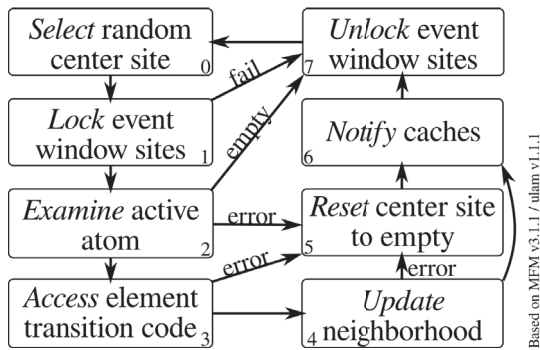 Select random
center site
0
Unlock event
window sites
7
fail
Lock event
window sites
1
empty
Notify caches
6
Examine active
atom
2
error
Reset center site
to empty
5
error
error
Access element
transition code
3
Update
neighborhood
4
Based on MFM v3.1.1 / ulam v1.1.1